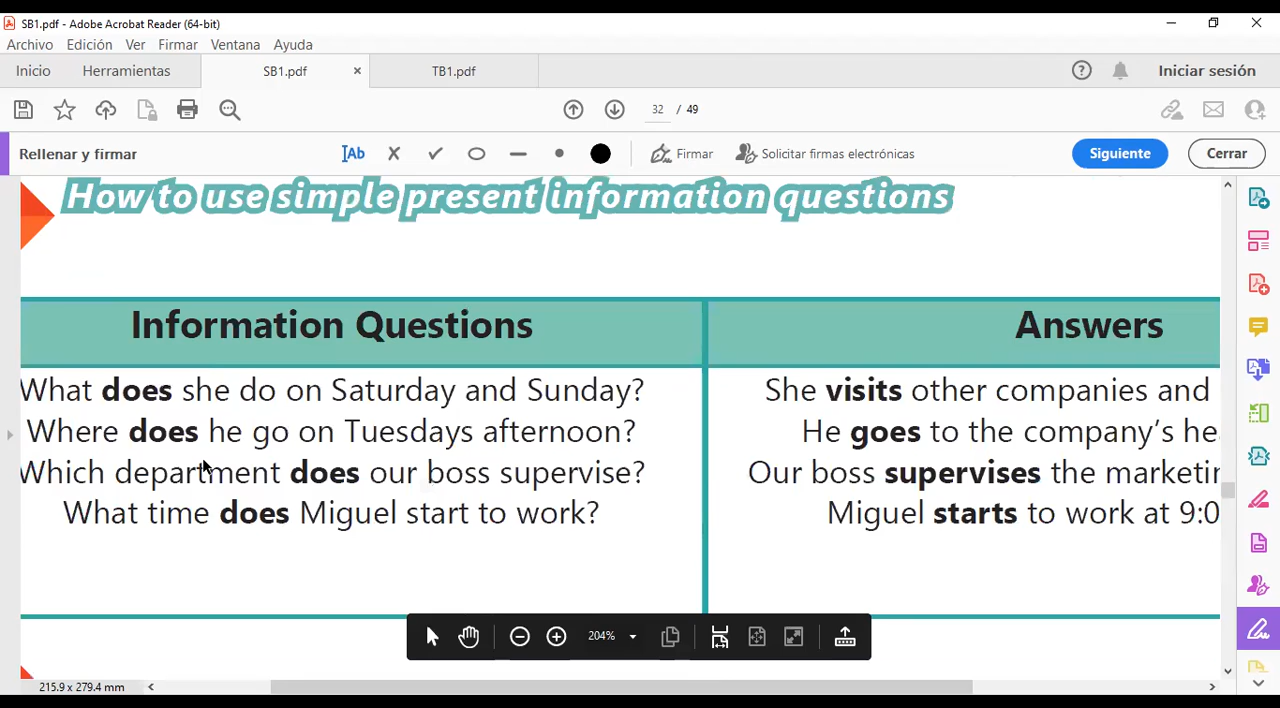 SB1.pdf - Adobe Acrobat Reader (64-bit)
Archivo Edición Ver Firmar Ventana Ayuda
Inicio Herramientas SB1.pdf × TB1.pdf Iniciar sesión
32 / 49
Rellenar y firmar Ab Firmar Solicitar firmas electrónicas Siguiente Cerrar
How to use simple present information questions
Information Questions Answers
What does she do on Saturday and Sunday? She visits other companies and
Where does he go on Tuesdays afternoon? He goes to the company's he
Which department does our boss supervise? Our boss supervises the marketin
What time does Miguel start to work? Miguel starts to work at 9:0
204%
215.9 x 279.4 mm